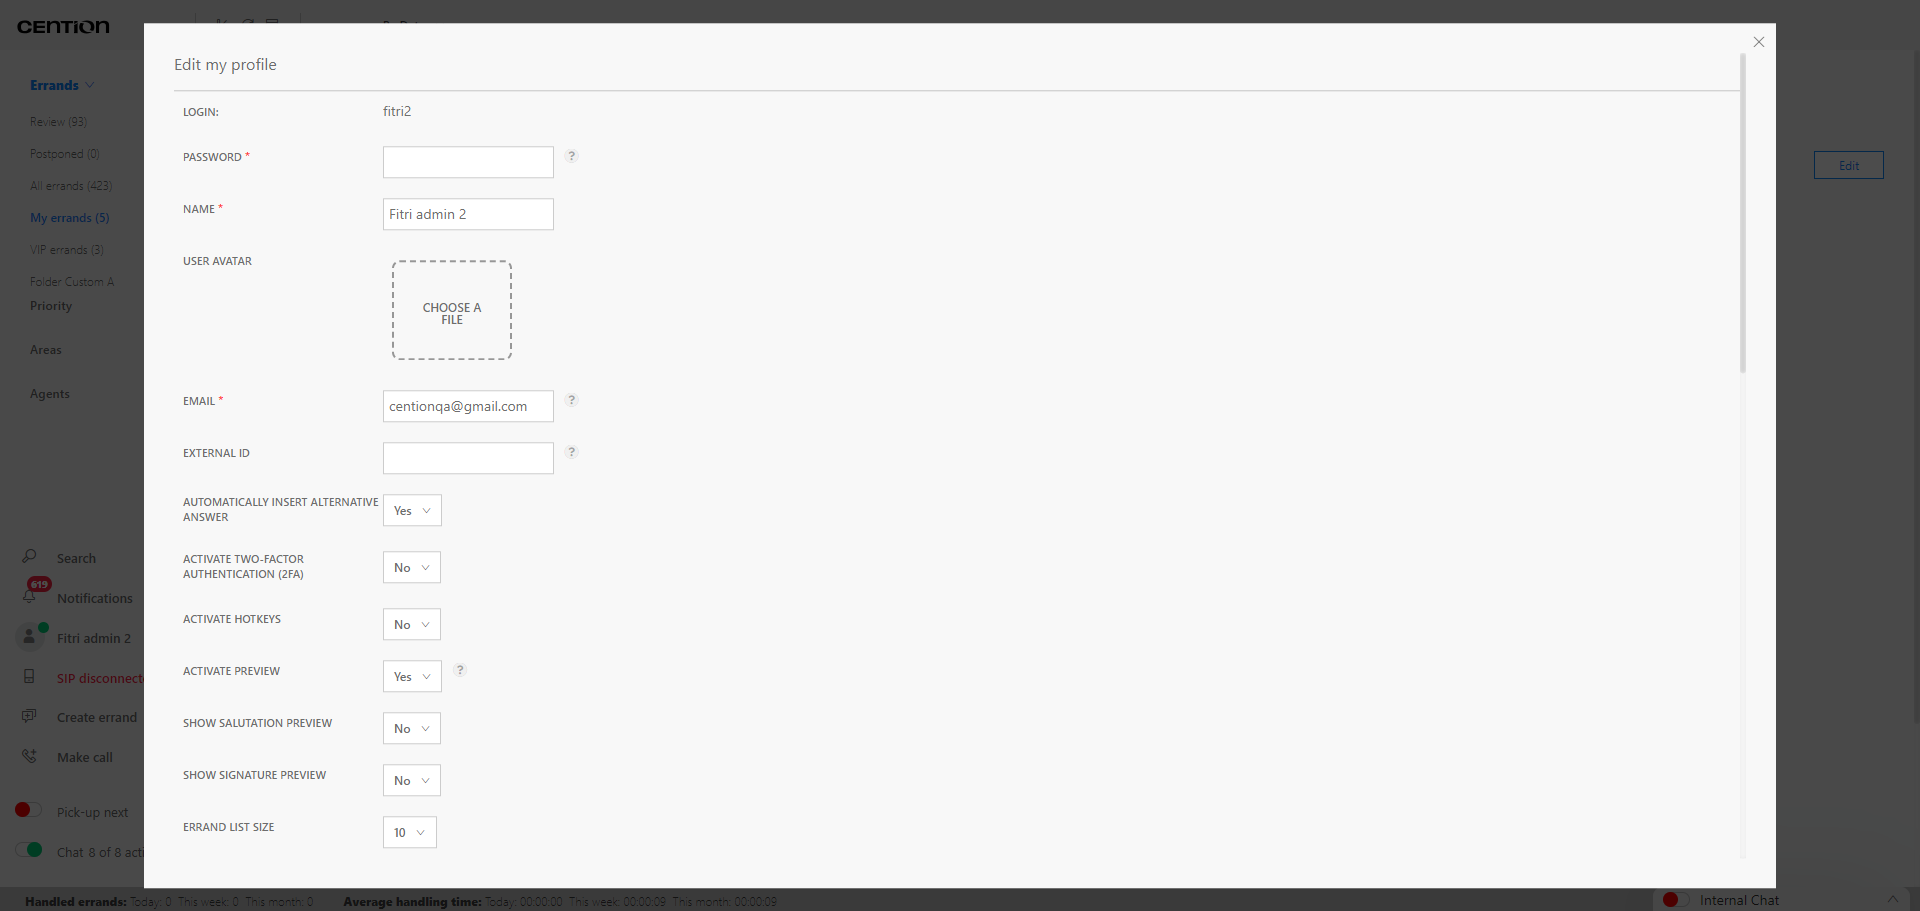 CENTION
Edit my profile
LOGIN:
fitri2
PASSWORD *
?
NAME *
Fitri admin 2
USER AVATAR
CHOOSE A
FILE
EMAIL *
centionqa@gmail.com
?
EXTERNAL ID
?
AUTOMATICALLY INSERT ALTERNATIVE
ANSWER
Yes
ACTIVATE TWO-FACTOR
AUTHENTICATION (2FA)
No
ACTIVATE HOTKEYS
No
ACTIVATE PREVIEW
Yes
?
SHOW SALUTATION PREVIEW
No
SHOW SIGNATURE PREVIEW
No
ERRAND LIST SIZE
10
Errands
Review (93)
Postponed (0)
All errands (423)
My errands (5)
VIP errands (3)
Folder Custom A
Priority
Areas
Agents
Search
619
Notifications
Fitri admin 2
SIP disconnect
Create errand
Make call
Pick-up next
Chat 8 of 8 acti
Edit
Handled errands: Today: 0 This week: 0 This month: 0
Average handling time: Today: 00:00:00 This week: 00:00:09 This month: 00:00:09
Internal Chat